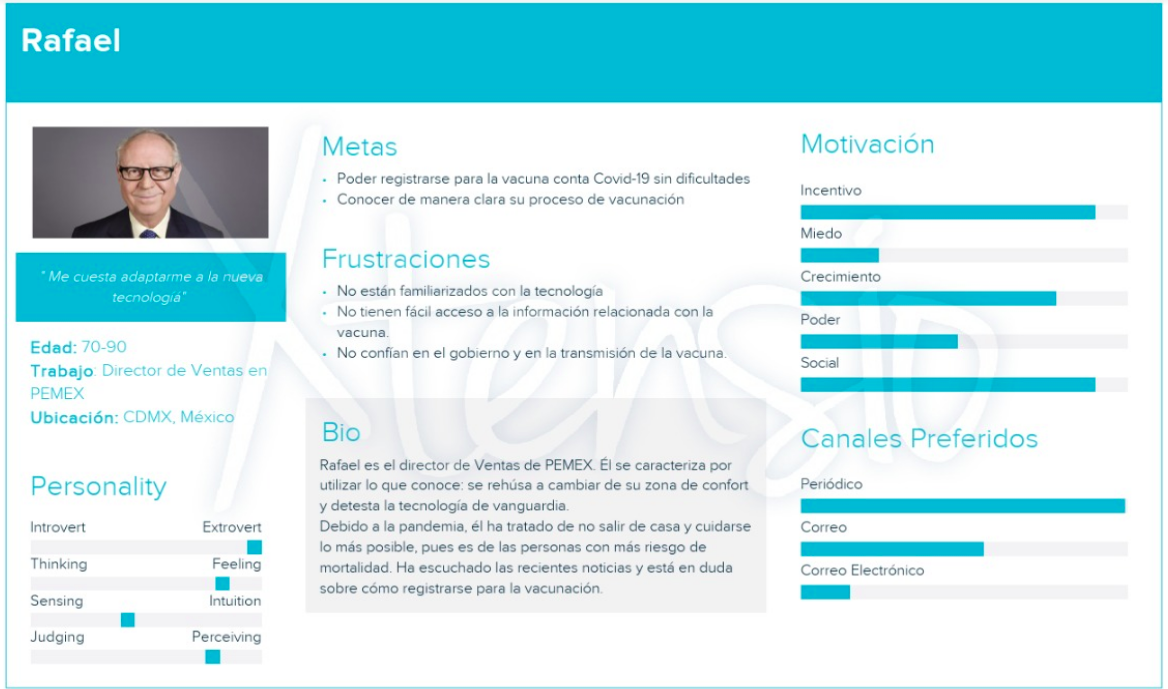 Rafael
" Me cuesta adaptarme a la nueva
tecnologiá"
Edad: 70-90
Trabajo: Director de Ventas en
PEMEX
Ubicación: CDMX, México
Personality
Introvert Extrovert
Thinking Feeling
Sensing Intuition
Judging Perceiving
Metas
• Poder registrarse para la vacuna conta Covid-19 sin dificultades
• Conocer de manera clara su proceso de vacunación
Frustraciones
• No están familiarizados con la tecnología
• No tienen fácil acceso a la información relacionada con la
vacuna.
• No confían en el gobierno y en la transmisión de la vacuna.
Bio
Rafael es el director de Ventas de PEMEX. Él se caracteriza por
utilizar lo que conoce: se rehúsa a cambiar de su zona de confort
y detesta la tecnología de vanguardia.
Debido a la pandemia, él ha tratado de no salir de casa y cuidarse
lo más posible, pues es de las personas con más riesgo de
mortalidad. Ha escuchado las recientes noticias y está en duda
sobre cómo registrarse para la vacunación.
Motivación
Incentivo
Miedo
Crecimiento
Poder
Social
Canales Preferidos
Periódico
Correo
Correo Electrónico
Xtensio